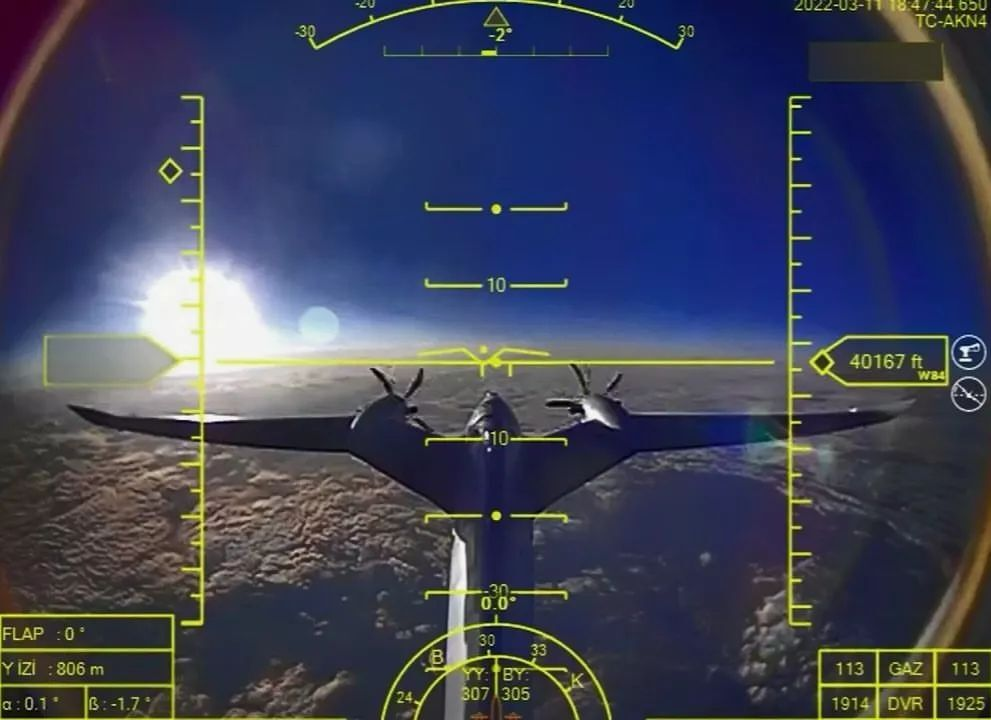 2022-03-11 18:47:44.650
TC-AKN4
-30 -20 20 30
-2°
10
40167 ft
W84
-10
-30
0.0°
FLAP : 0 °
Y İZİ : 806 m
α : 0.1 ° ß : -1.7 °
24 B 30 33 K
YY: BY:
307 305
113 GAZ 113
1914 DVR 1925